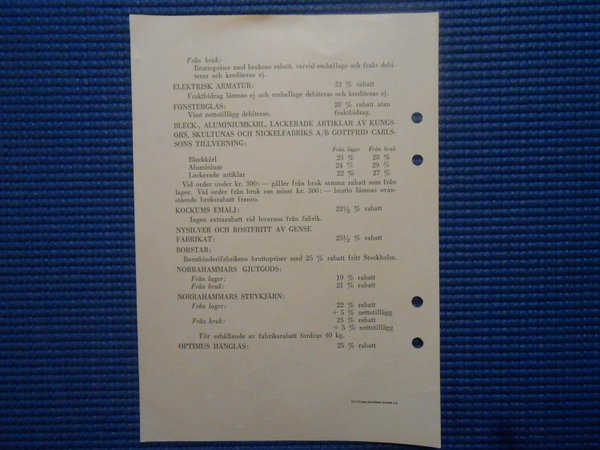 Från bruk:
Bruttopriser med brukens rabatt, varvid emballage och frakt debi-
teras och krediteras ej.
ELEKTRISK ARMATUR: 22 % rabatt
Fraktbidrag lämnas ej och emballage debiteras och krediteras ej.
FÖNSTERGLAS: 28 % rabatt utan
Visst nettotillägg debiteras. fraktbidrag.
BLECK-, ALUMINIUMKÄRL, LACKERADE ARTIKLAR AV KUNGS-
ÖRS, SKULTUNAS OCH NICKELFABRIKS A/B GOTTFRID CARLS-
SONS TILLVERKNING:
Från lager Från bruk
Bleckkärl 23 % 28 %
Aluminium 24 % 29 %
Lackerade artiklar 22 % 27 %
Vid order under kr. 300:— gäller från bruk samma rabatt som från
lager. Vid order från bruk om minst kr. 300:— brutto lämnas ovan-
stående bruksrabatt franco.
KOCKUMS EMALJ: 22½ % rabatt
Ingen extrarabatt vid leverans från fabrik.
NYSILVER OCH ROSTFRITT AV GENSE
FABRIKAT: 23½ % rabatt
BORSTAR:
Borstbinderifabrikens bruttopriser med 25 % rabatt fritt Stockholm.
NORRAHAMMARS GJUTGODS:
Från lager: 19 % rabatt
Från bruk: 21 % rabatt
NORRAHAMMARS STRYKJÄRN:
Från lager: 22 % rabatt
+ 5 % nettotillägg
Från bruk: 25 % rabatt
+ 5 % nettotillägg
För erhållande av fabriksrabatt fordras 40 kg.
OPTIMUS HÄNGLÅS: 25 % rabatt